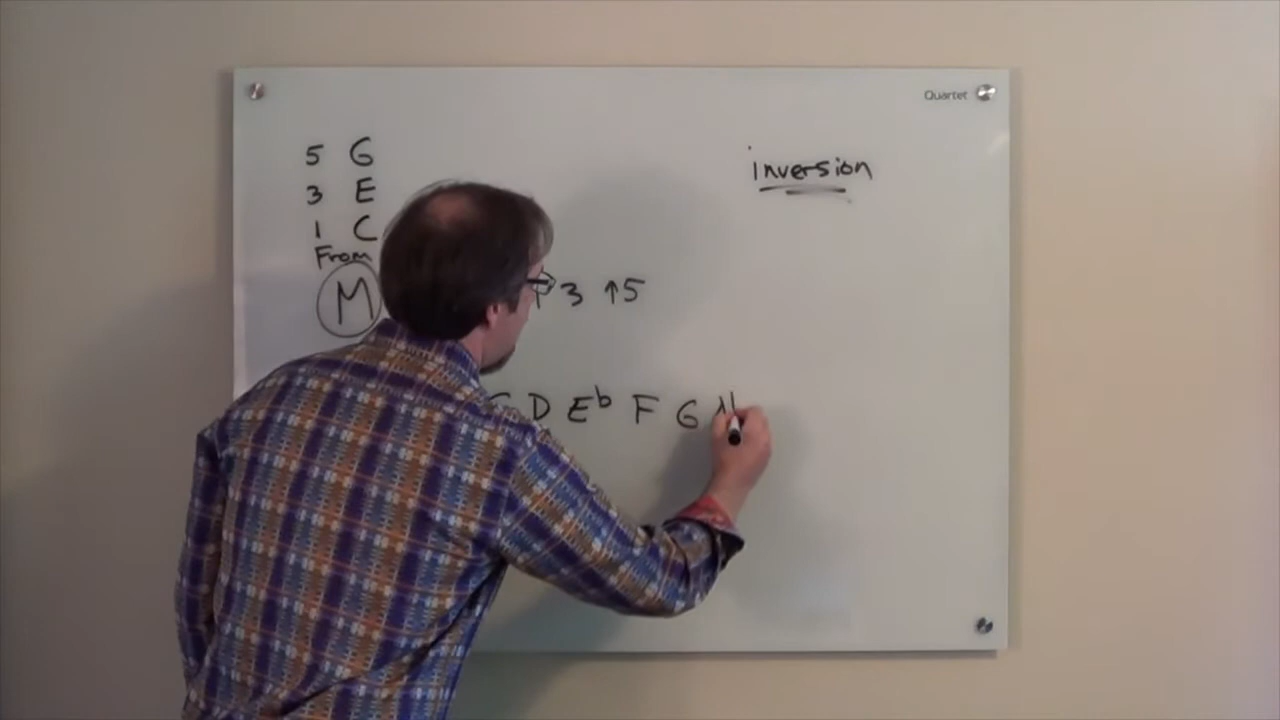 Quartet
5 G
inversion
3 E
1 C
From
M 3 ↑5
D E♭ F G